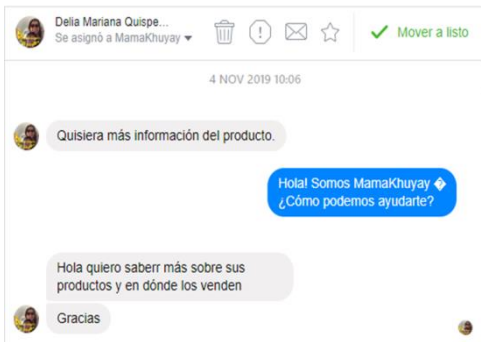 Delia Mariana Quispe...
Se asignó a MamaKhuyay
Mover a listo
4 NOV 2019 10:06
Quisiera más información del producto.
Hola! Somos MamaKhuyay �
¿Cómo podemos ayudarte?
Hola quiero saberr más sobre sus
productos y en dónde los venden
Gracias